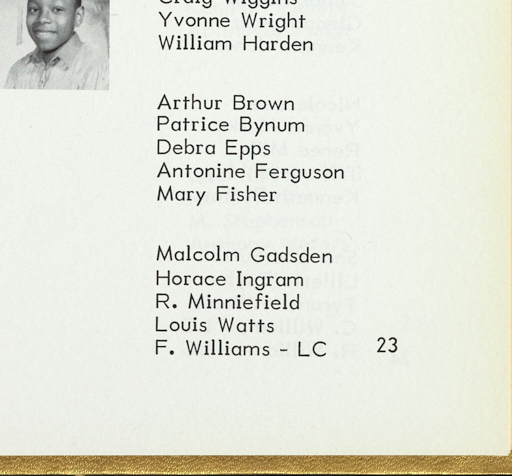 Craig Wiggins
Yvonne Wright
William Harden
Arthur Brown
Patrice Bynum
Debra Epps
Antonine Ferguson
Mary Fisher
Malcolm Gadsden
Horace Ingram
R. Minniefield
Louis Watts
F. Williams - LC 23